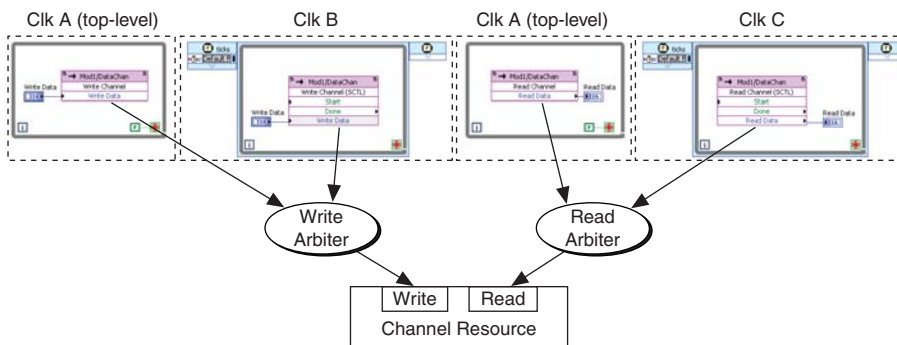 Clk A (top-level)
Clk B
Clk A (top-level)
Clk C
Mod1/DataChan
Write Channel
Write Data
Write Data
ticks
Default
Mod1/DataChan
Write Channel (SCTL)
Start
Done
Write Data
Write Data
Mod1/DataChan
Read Channel
Read Data
Read Data
ticks
Default
Mod1/DataChan
Read Channel (SCTL)
Start
Done
Read Data
Read Data
Write
Arbiter
Read
Arbiter
Write
Read
Channel Resource